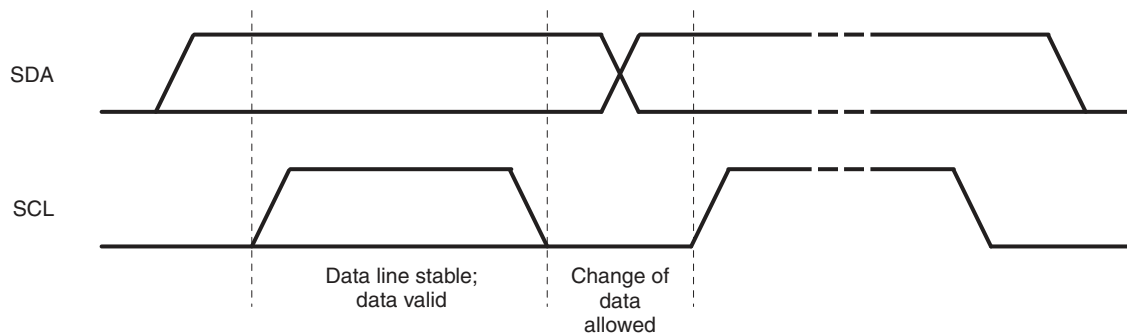 SDA
SCL
Data line stable;
data valid
Change of
data
allowed